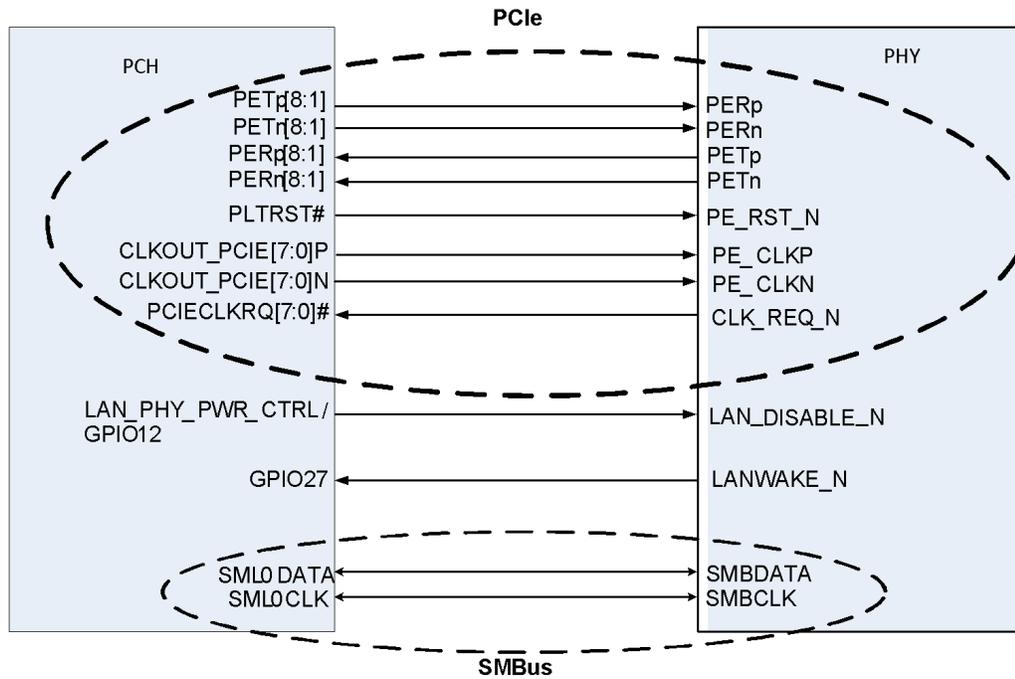 PCIe
PCH
PHY
PETp[8:1]
PERp
PETn[8:1]
PERn
PERp[8:1]
PETp
PERn[8:1]
PETn
PLTRST#
PE_RST_N
CLKOUT_PCIE[7:0]P
PE_CLKP
CLKOUT_PCIE[7:0]N
PE_CLKN
PCIECLKRQ[7:0]#
CLK_REQ_N
LAN_PHY_PWR_CTRL/
GPIO12
LAN_DISABLE_N
GPIO27
LANWAKE_N
SML0DATA
SMBDATA
SML0CLK
SMBCLK
SMBus